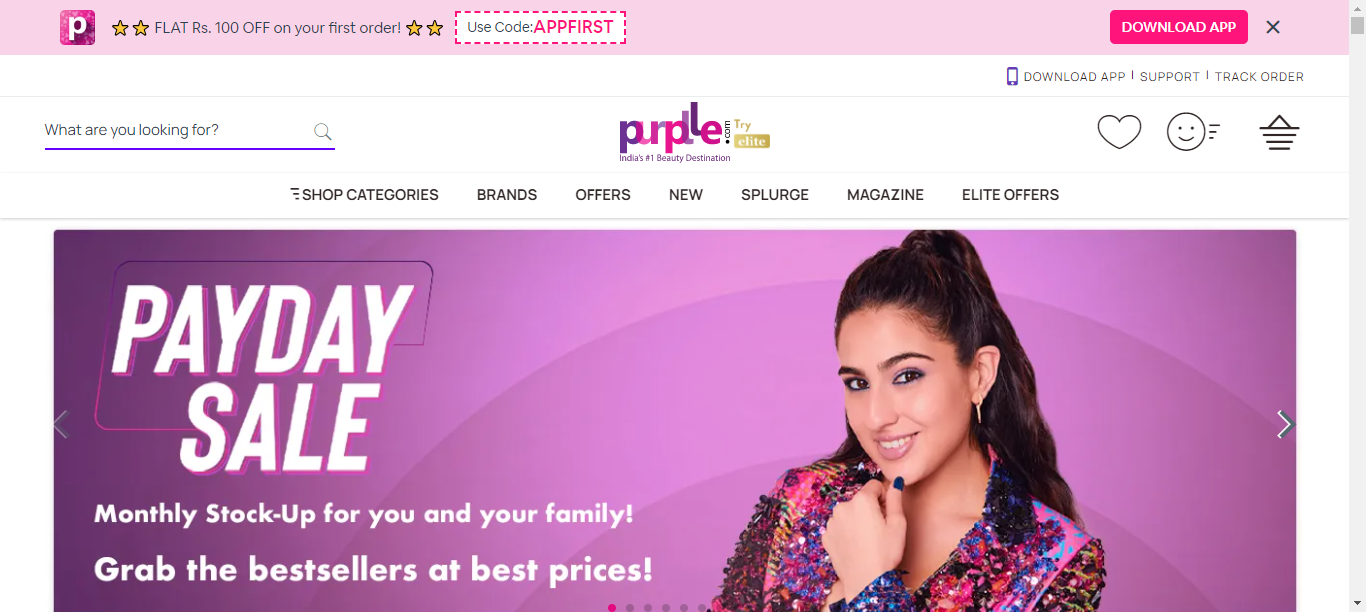 p FLAT Rs. 100 OFF on your first order! Use Code:APPFIRST DOWNLOAD APP
DOWNLOAD APP | SUPPORT | TRACK ORDER
What are you looking for?
purplle.com Try elite
India's #1 Beauty Destination
SHOP CATEGORIES BRANDS OFFERS NEW SPLURGE MAGAZINE ELITE OFFERS
PAYDAY
SALE
Monthly Stock-Up for you and your family!
Grab the bestsellers at best prices!